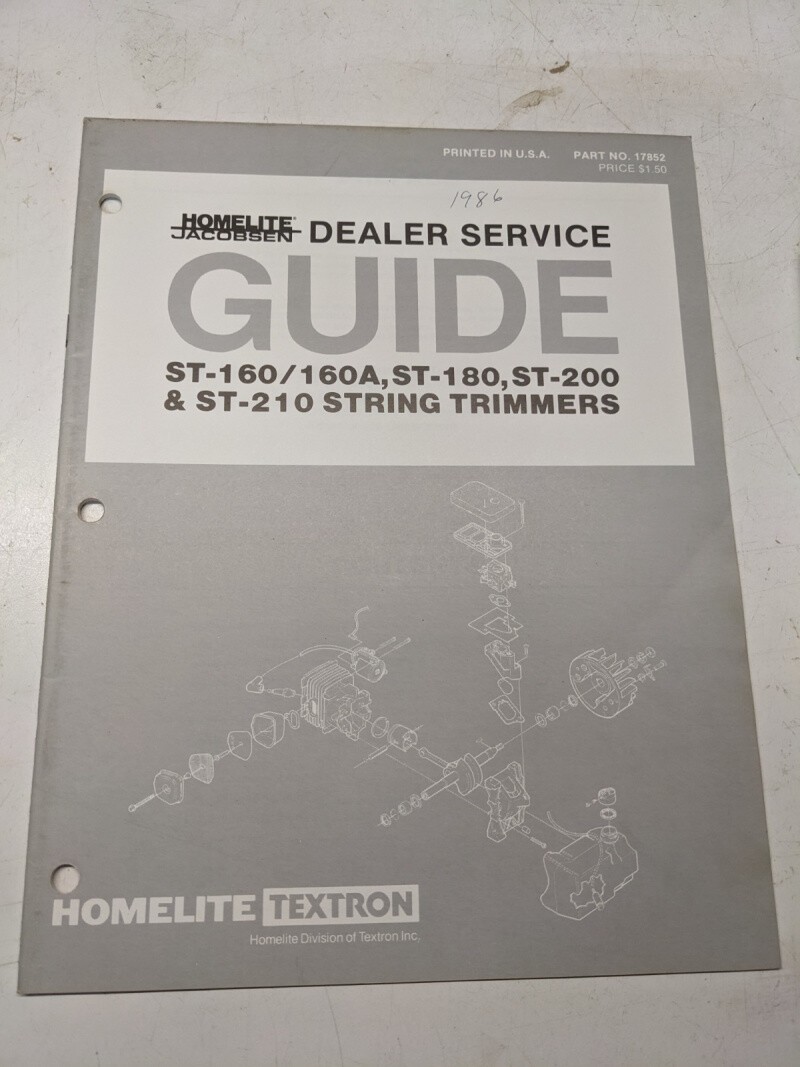 PRINTED IN U.S.A. PART NO. 17852
PRICE $1.50
1986
HOMELITE®
JACOBSEN DEALER SERVICE
GUIDE
ST-160/160A, ST-180, ST-200
& ST-210 STRING TRIMMERS
HOMELITE TEXTRON
Homelite Division of Textron Inc.